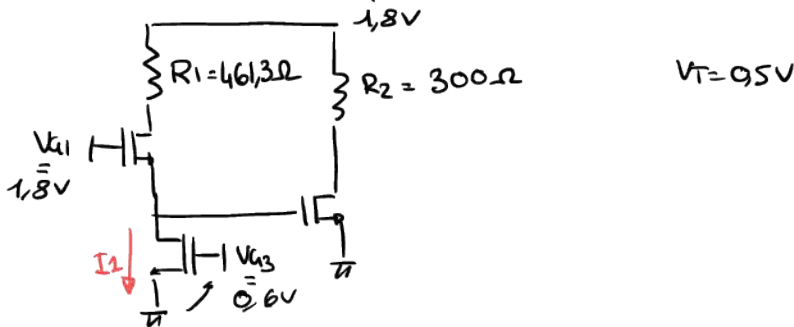 1,8V
R1=461,3Ω
R2 = 300Ω
VT=0,5V
VG1
=
1,8V
I1
VG3
=
0,6V